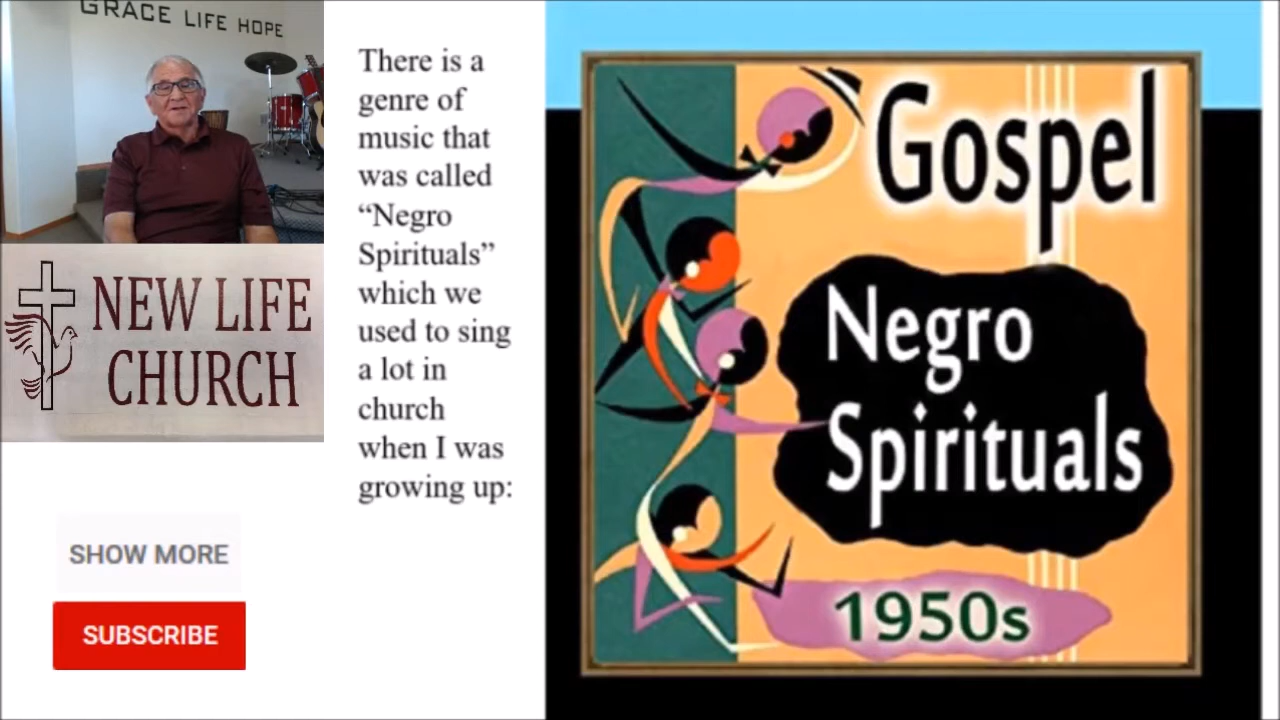 GRACE LIFE HOPE
NEW LIFE
CHURCH
SHOW MORE
SUBSCRIBE
There is a
genre of
music that
was called
“Negro
Spirituals”
which we
used to sing
a lot in
church
when I was
growing up:
Gospel
Negro
Spirituals
1950s